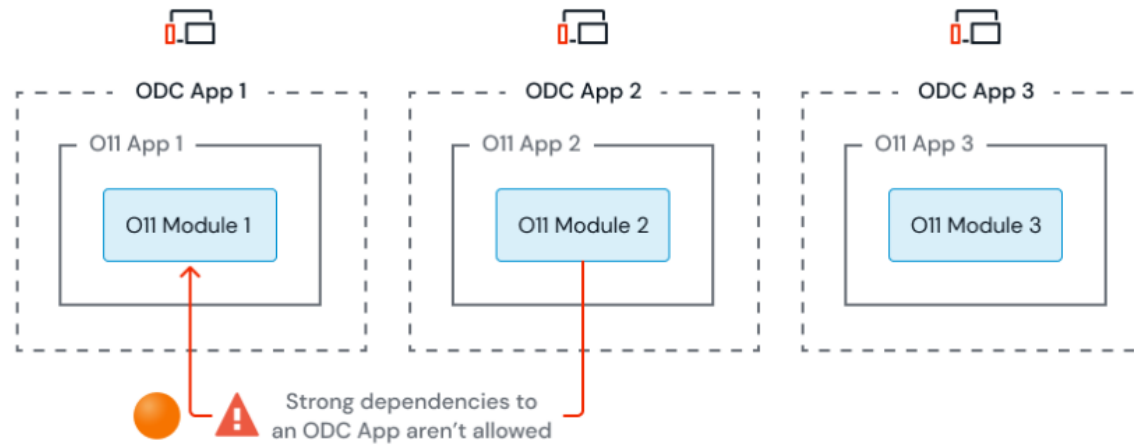 ODC App 1
ODC App 2
ODC App 3
O11 App 1
O11 App 2
O11 App 3
O11 Module 1
O11 Module 2
O11 Module 3
Strong dependencies to
an ODC App aren't allowed